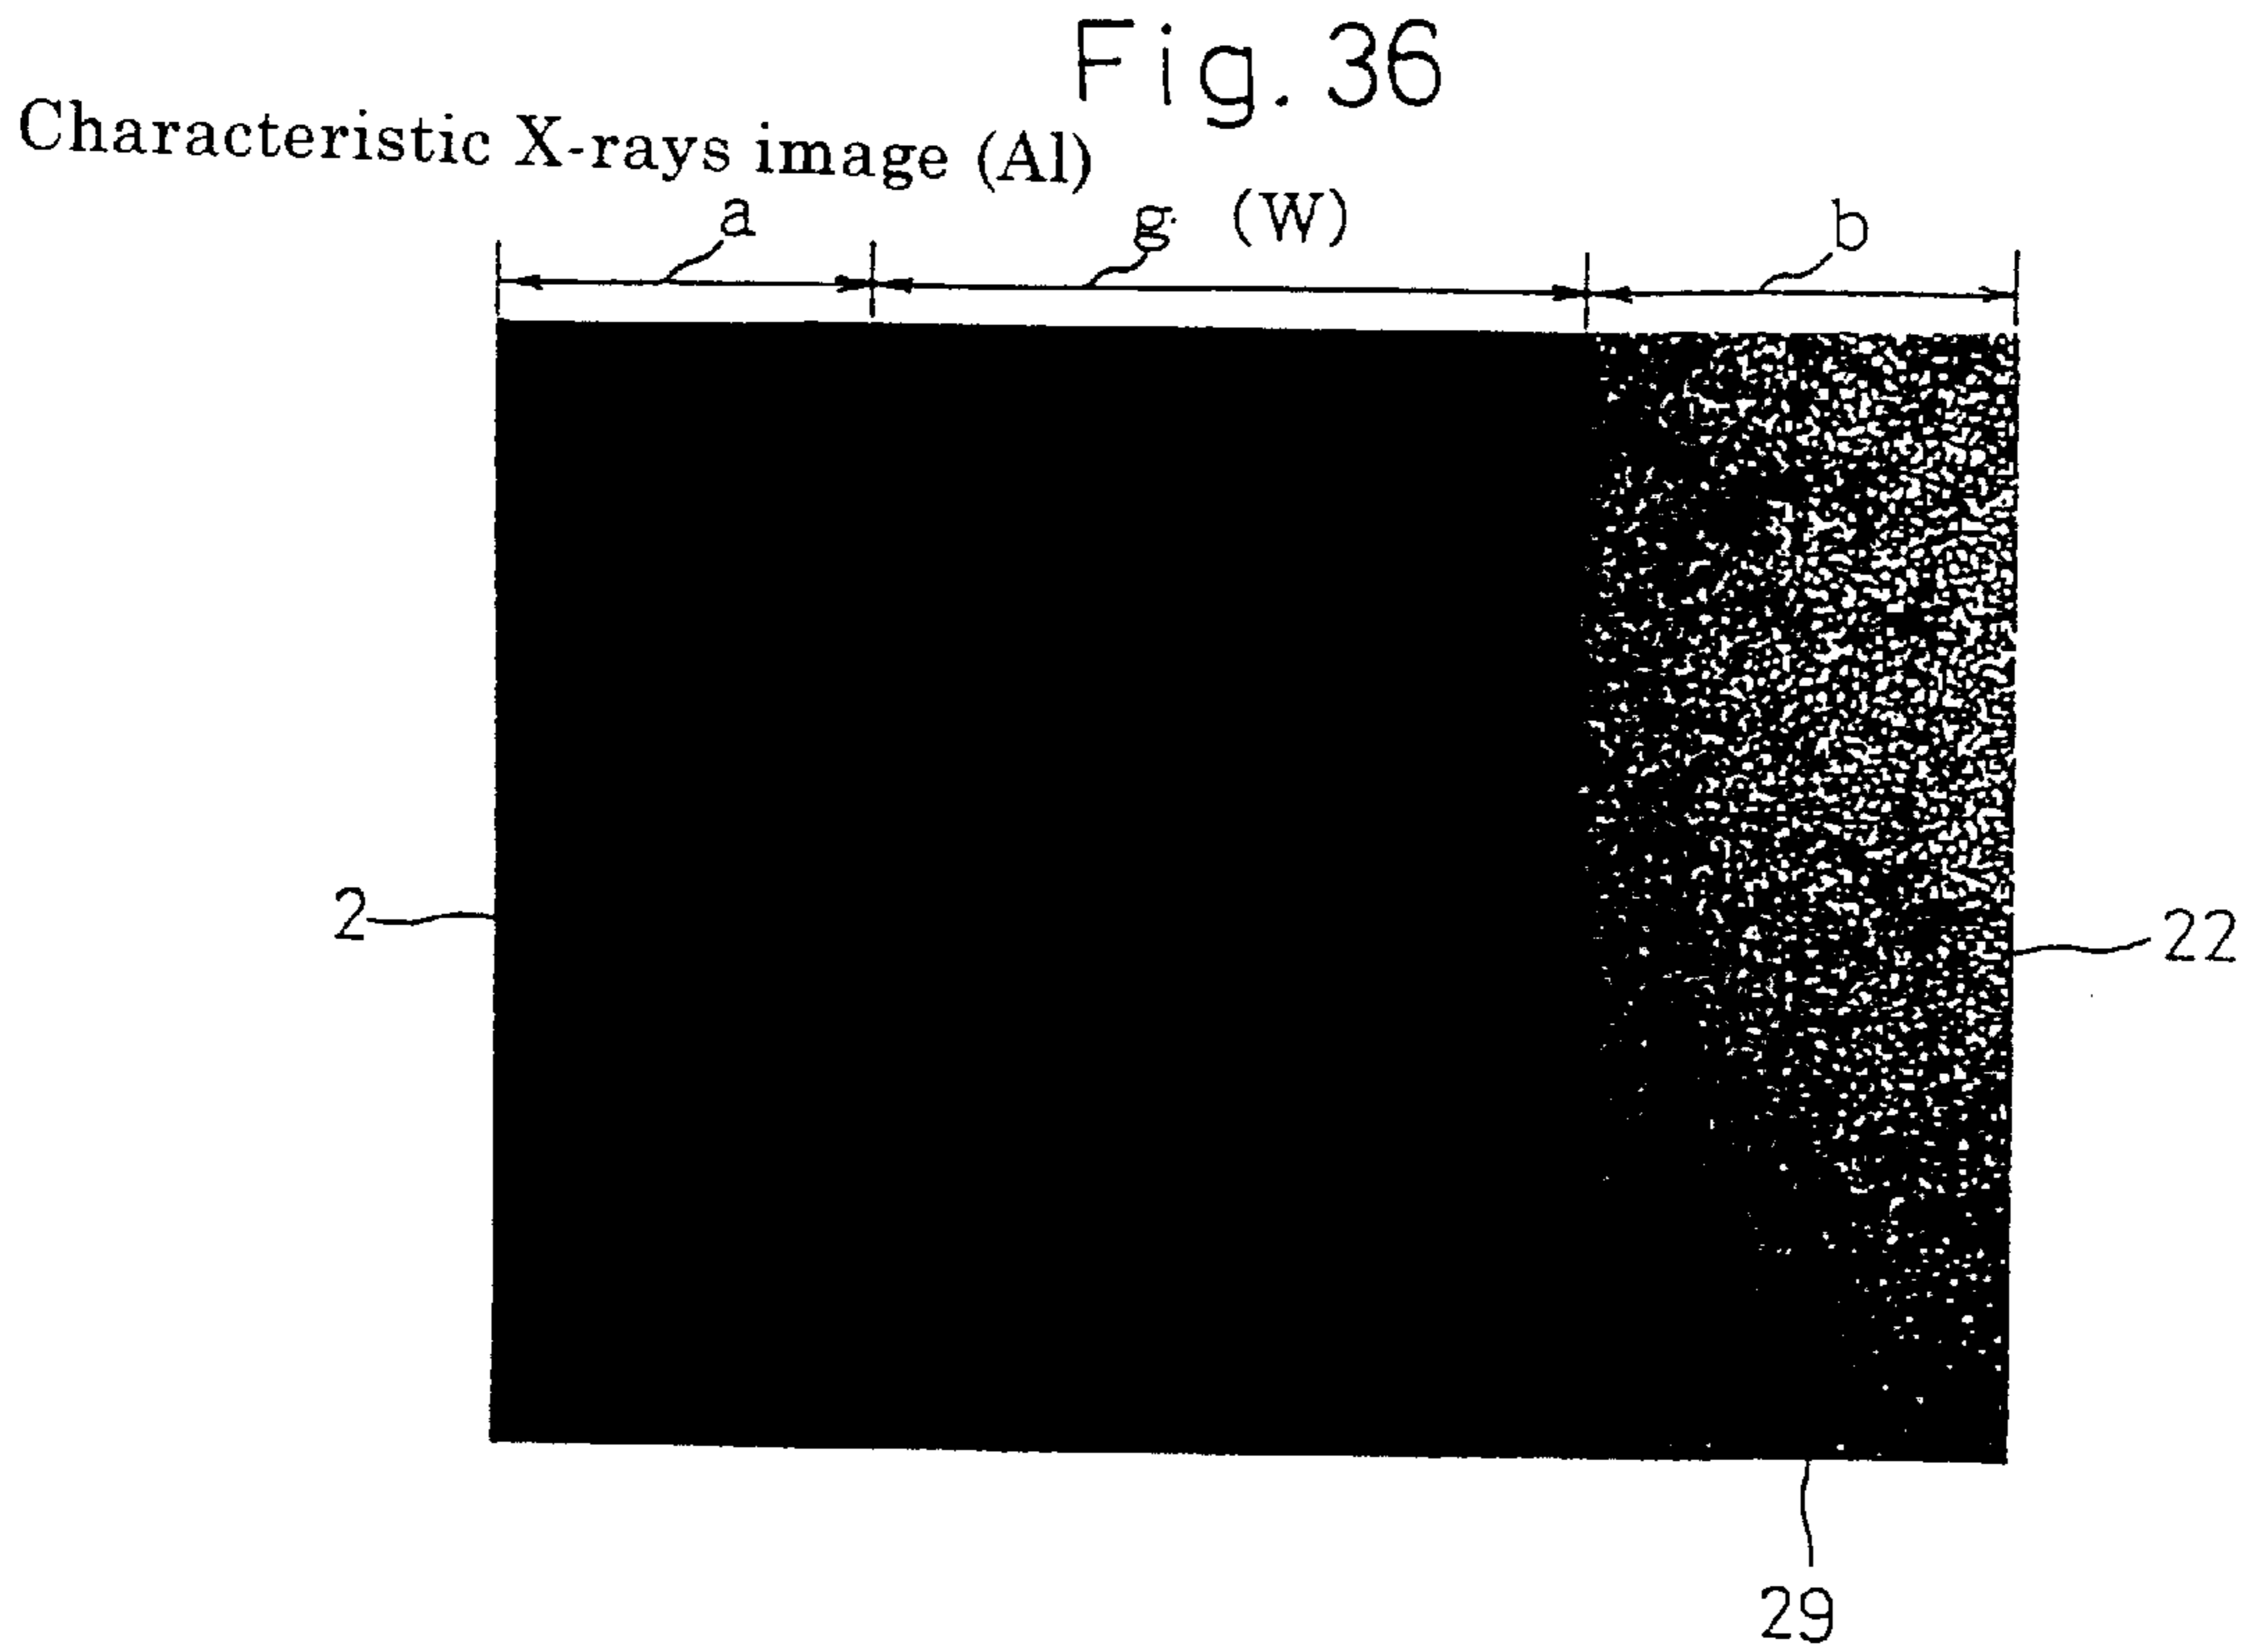 Fig. 36
Characteristic X-rays image (Al)
a
g (W)
b
2
22
29